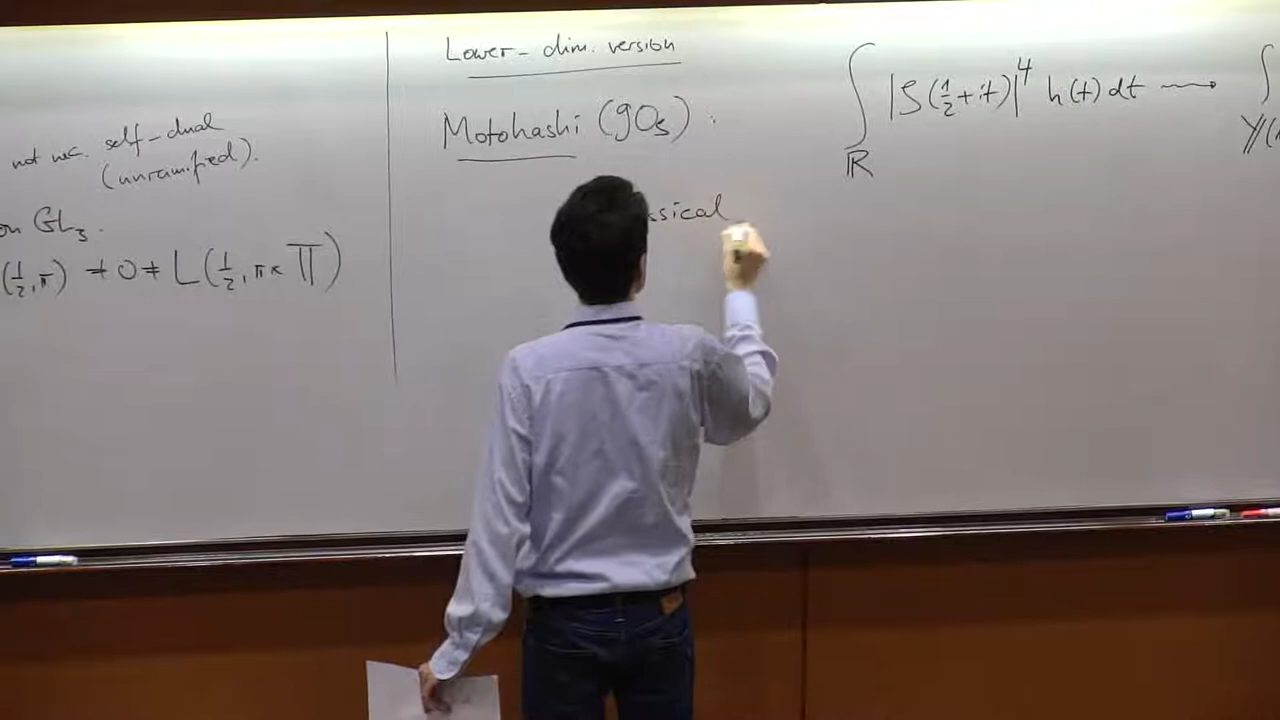 not nec. self-dual
(unramified).
on GL₃.
(½, π) ≠ 0 ≠ L(½, π × Π)
Lower-dim. version
Motohashi (90s) :
ssical
∫_ℝ |ζ(½+it)|⁴ h(t) dt ⟿ ∫